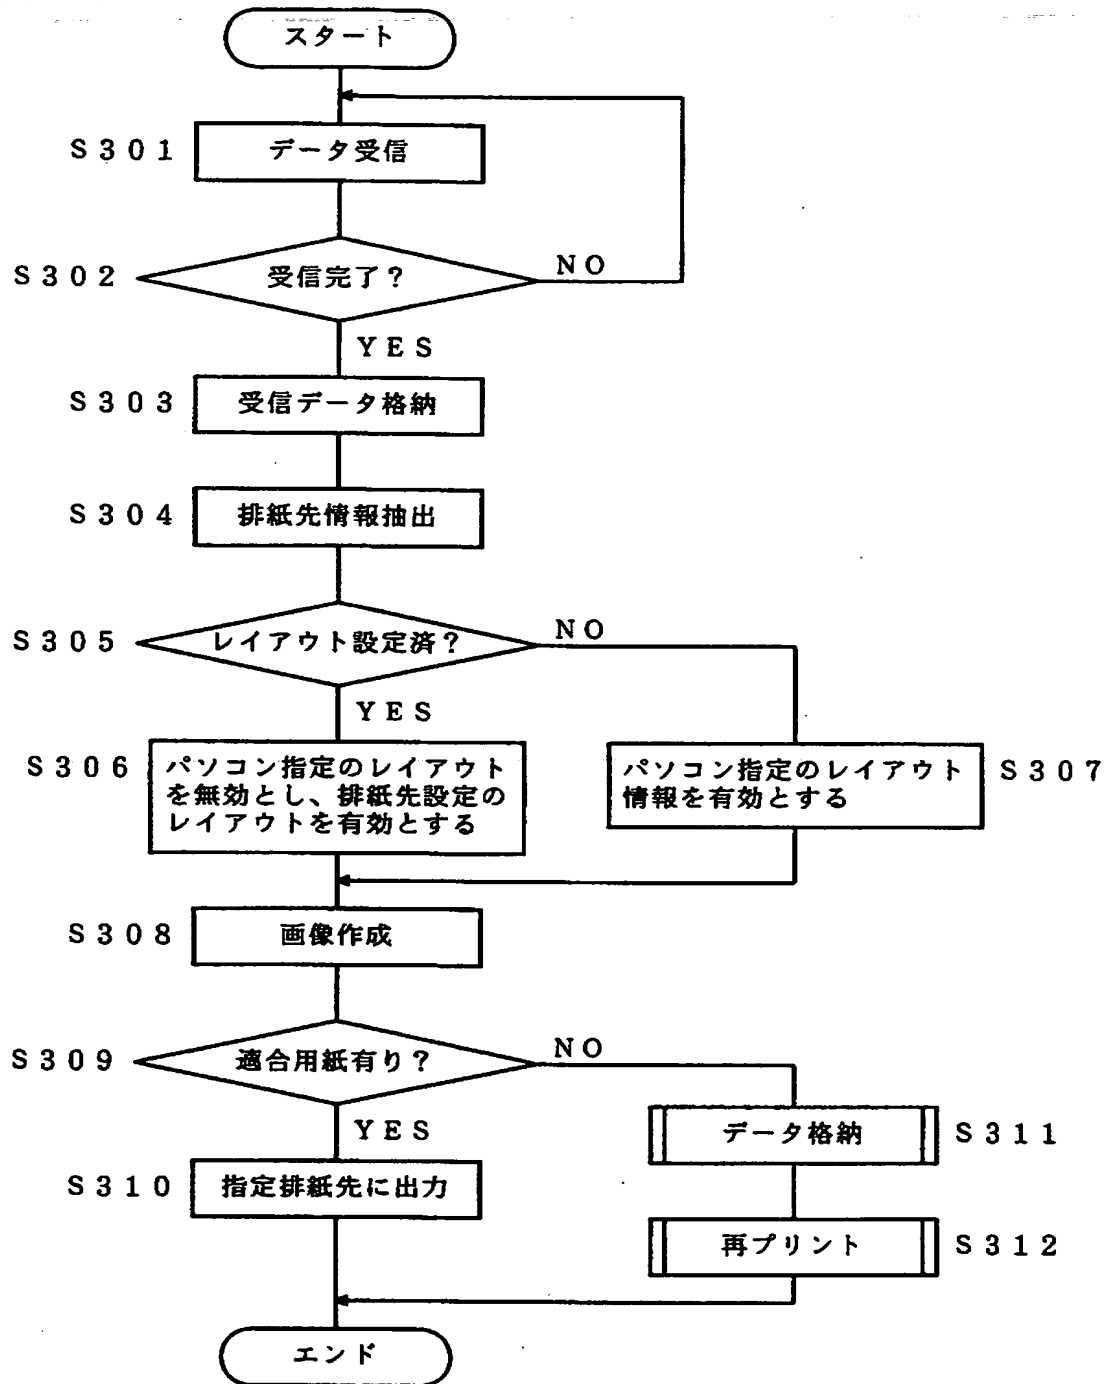 スタート
S301
データ受信
S302
受信完了?
NO
YES
S303
受信データ格納
S304
排紙先情報抽出
S305
レイアウト設定済?
NO
YES
S306
パソコン指定のレイアウト
を無効とし、排紙先設定の
レイアウトを有効とする
パソコン指定のレイアウト
情報を有効とする
S307
S308
画像作成
S309
適合用紙有り?
NO
YES
データ格納
S311
S310
指定排紙先に出力
再プリント
S312
エンド